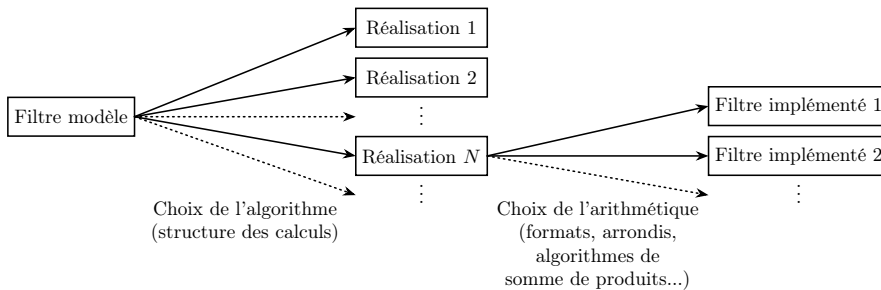 Réalisation 1
Réalisation 2
⋮
Filtre modèle
Réalisation N
⋮
Filtre implémenté 1
Filtre implémenté 2
⋮
Choix de l'algorithme
(structure des calculs)
Choix de l'arithmétique
(formats, arrondis,
algorithmes de
somme de produits...)